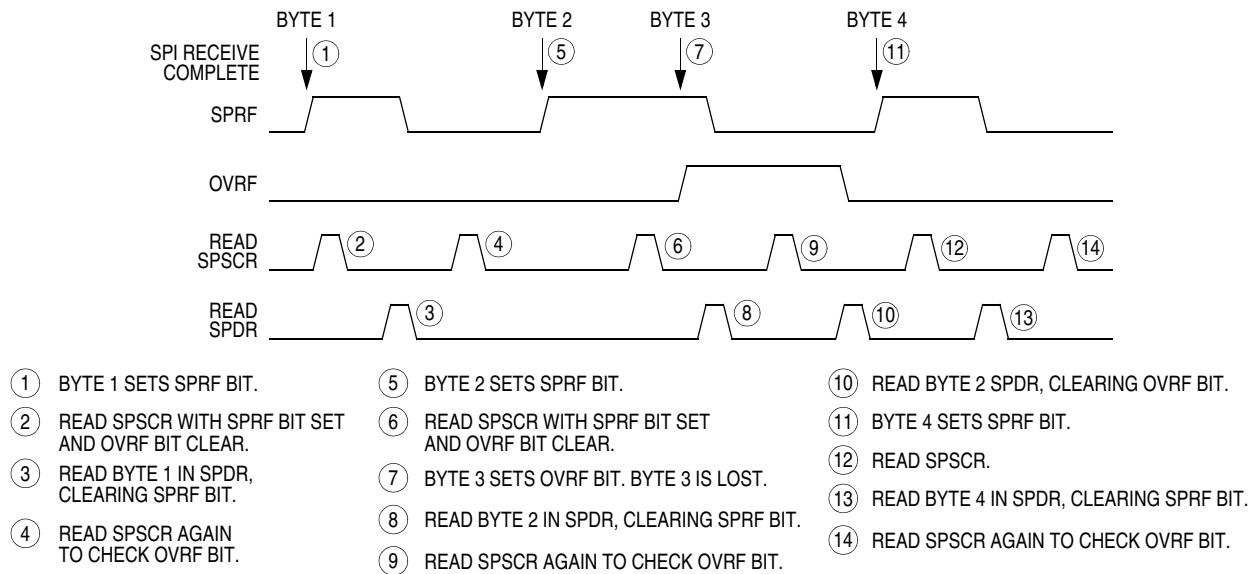 BYTE 1 BYTE 2 BYTE 3 BYTE 4
SPI RECEIVE
COMPLETE
1 5 7 11
SPRF
OVRF
READ
SPSCR
2 4 6 9 12 14
READ
SPDR
3 8 10 13
1 BYTE 1 SETS SPRF BIT.
2 READ SPSCR WITH SPRF BIT SET
AND OVRF BIT CLEAR.
3 READ BYTE 1 IN SPDR,
CLEARING SPRF BIT.
4 READ SPSCR AGAIN
TO CHECK OVRF BIT.
5 BYTE 2 SETS SPRF BIT.
6 READ SPSCR WITH SPRF BIT SET
AND OVRF BIT CLEAR.
7 BYTE 3 SETS OVRF BIT. BYTE 3 IS LOST.
8 READ BYTE 2 IN SPDR, CLEARING SPRF BIT.
9 READ SPSCR AGAIN TO CHECK OVRF BIT.
10 READ BYTE 2 SPDR, CLEARING OVRF BIT.
11 BYTE 4 SETS SPRF BIT.
12 READ SPSCR.
13 READ BYTE 4 IN SPDR, CLEARING SPRF BIT.
14 READ SPSCR AGAIN TO CHECK OVRF BIT.